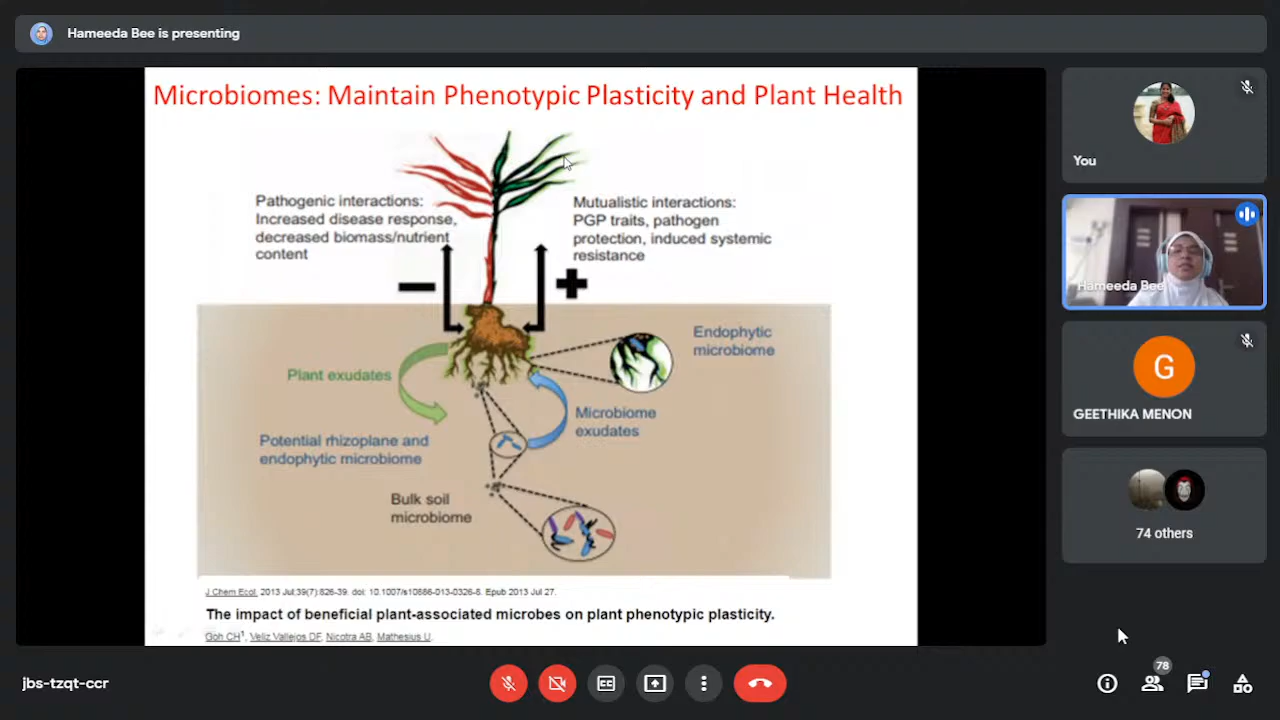 Hameeda Bee is presenting
Microbiomes: Maintain Phenotypic Plasticity and Plant Health
Pathogenic interactions:
Increased disease response,
decreased biomass/nutrient
content
Mutualistic interactions:
PGP traits, pathogen
protection, induced systemic
resistance
Endophytic
microbiome
Plant exudates
Microbiome
exudates
Potential rhizoplane and
endophytic microbiome
Bulk soil
microbiome
J Chem Ecol. 2013 Jul;39(7):826-39. doi: 10.1007/s10886-013-0326-8. Epub 2013 Jul 27.
The impact of beneficial plant-associated microbes on plant phenotypic plasticity.
Goh CH1, Veliz Vallejos DF, Nicotra AB, Mathesius U.
You
Hameeda Bee
G
GEETHIKA MENON
74 others
jbs-tzqt-ccr
CC
78